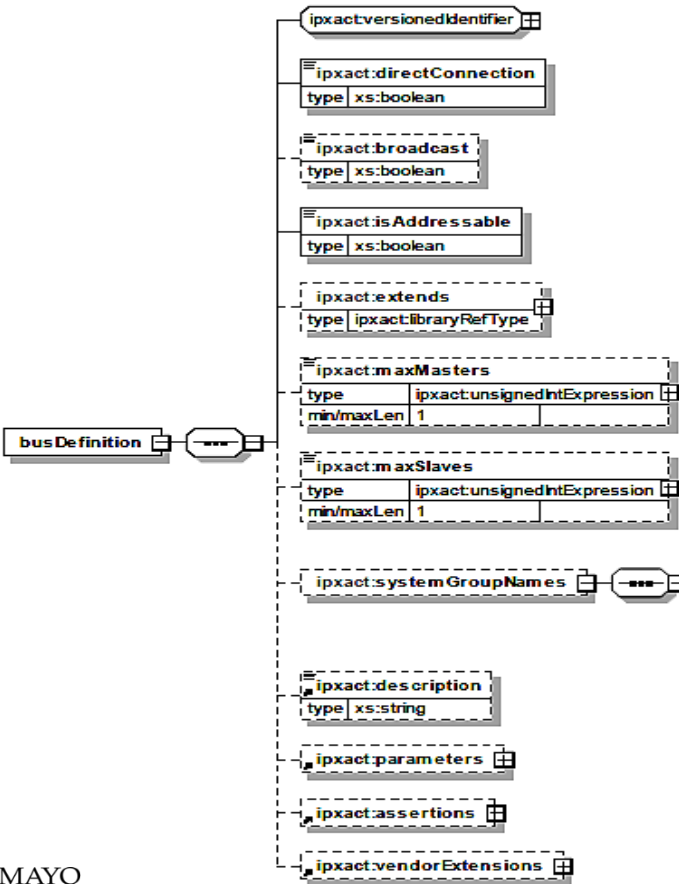 ipxact:versionedIdentifier
ipxact:directConnection
type xs:boolean
ipxact:broadcast
type xs:boolean
ipxact:isAddressable
type xs:boolean
ipxact:extends
type ipxact:libraryRefType
ipxact:maxMasters
type ipxact:unsignedIntExpression
min/maxLen 1
busDefinition
ipxact:maxSlaves
type ipxact:unsignedIntExpression
min/maxLen 1
ipxact:systemGroupNames
ipxact:description
type xs:string
ipxact:parameters
ipxact:assertions
ipxact:vendorExtensions
MAYO